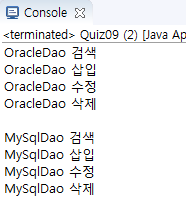 Console
<terminated> Quiz09 (2) [Java Ap
OracleDao 검색
OracleDao 삽입
OracleDao 수정
OracleDao 삭제
MySqlDao 검색
MySqlDao 삽입
MySqlDao 수정
MySqlDao 삭제